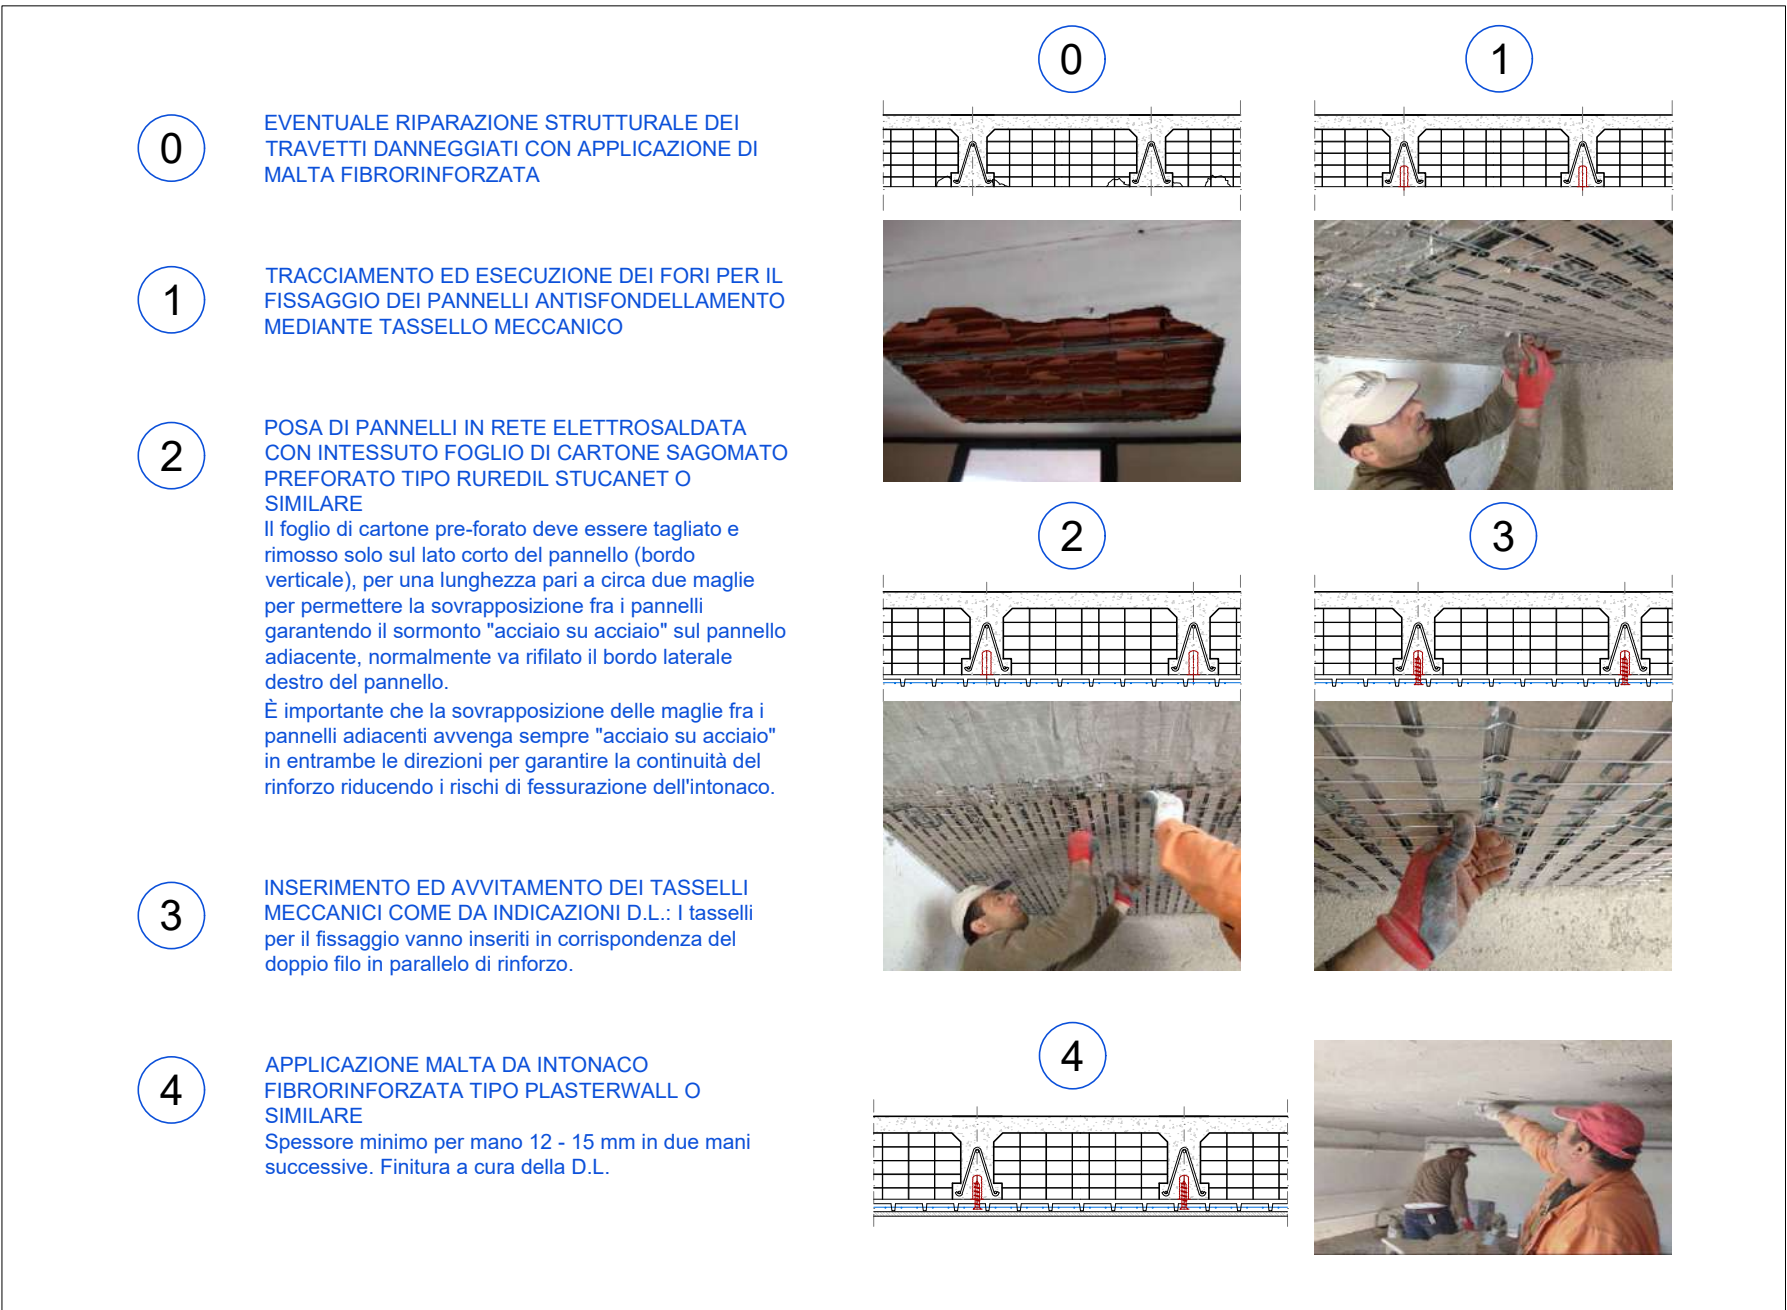 0
EVENTUALE RIPARAZIONE STRUTTURALE DEI
TRAVETTI DANNEGGIATI CON APPLICAZIONE DI
MALTA FIBRORINFORZATA
1
TRACCIAMENTO ED ESECUZIONE DEI FORI PER IL
FISSAGGIO DEI PANNELLI ANTISFONDELLAMENTO
MEDIANTE TASSELLO MECCANICO
2
POSA DI PANNELLI IN RETE ELETTROSALDATA
CON INTESSUTO FOGLIO DI CARTONE SAGOMATO
PREFORATO TIPO RUREDIL STUCANET O
SIMILARE
Il foglio di cartone pre-forato deve essere tagliato e
rimosso solo sul lato corto del pannello (bordo
verticale), per una lunghezza pari a circa due maglie
per permettere la sovrapposizione fra i pannelli
garantendo il sormonto "acciaio su acciaio" sul pannello
adiacente, normalmente va rifilato il bordo laterale
destro del pannello.
È importante che la sovrapposizione delle maglie fra i
pannelli adiacenti avvenga sempre "acciaio su acciaio"
in entrambe le direzioni per garantire la continuità del
rinforzo riducendo i rischi di fessurazione dell'intonaco.
3
INSERIMENTO ED AVVITAMENTO DEI TASSELLI
MECCANICI COME DA INDICAZIONI D.L.: I tasselli
per il fissaggio vanno inseriti in corrispondenza del
doppio filo in parallelo di rinforzo.
4
APPLICAZIONE MALTA DA INTONACO
FIBRORINFORZATA TIPO PLASTERWALL O
SIMILARE
Spessore minimo per mano 12 - 15 mm in due mani
successive. Finitura a cura della D.L.
0
1
2
3
4